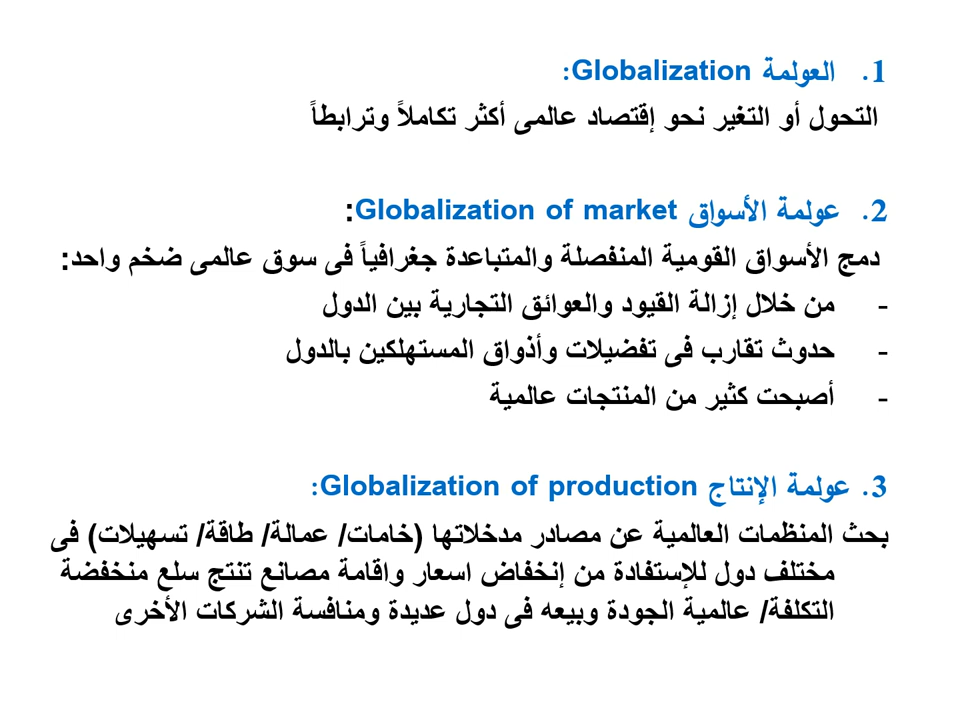 1. العولمة Globalization:
التحول أو التغير نحو إقتصاد عالمى أكثر تكاملاً وترابطاً
2. عولمة الأسواق Globalization of market:
دمج الأسواق القومية المنفصلة والمتباعدة جغرافياً فى سوق عالمى ضخم واحد:
- من خلال إزالة القيود والعوائق التجارية بين الدول
- حدوث تقارب فى تفضيلات وأذواق المستهلكين بالدول
- أصبحت كثير من المنتجات عالمية
3. عولمة الإنتاج Globalization of production:
بحث المنظمات العالمية عن مصادر مدخلاتها (خامات/ عمالة/ طاقة/ تسهيلات) فى
مختلف دول للإستفادة من إنخفاض اسعار واقامة مصانع تنتج سلع منخفضة
التكلفة/ عالمية الجودة وبيعه فى دول عديدة ومنافسة الشركات الأخرى